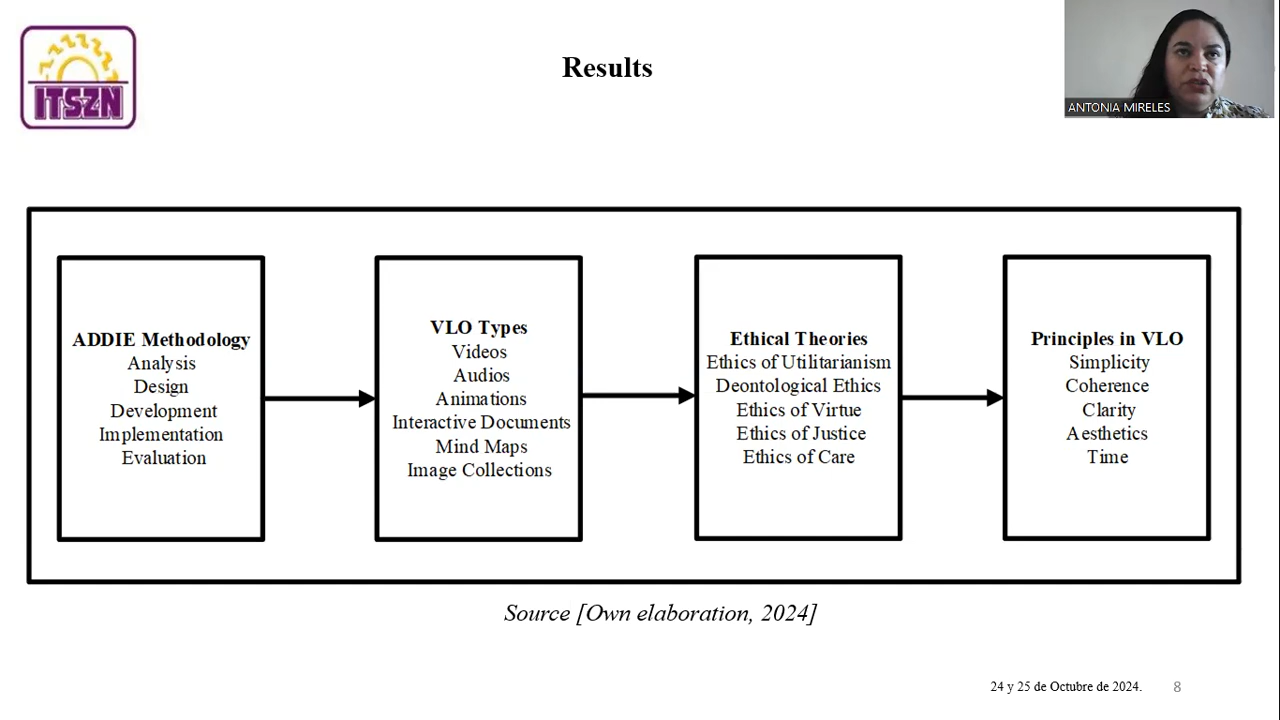 ITSZN
Results
ANTONIA MIRELES
ADDIE Methodology
Analysis
Design
Development
Implementation
Evaluation
VLO Types
Videos
Audios
Animations
Interactive Documents
Mind Maps
Image Collections
Ethical Theories
Ethics of Utilitarianism
Deontological Ethics
Ethics of Virtue
Ethics of Justice
Ethics of Care
Principles in VLO
Simplicity
Coherence
Clarity
Aesthetics
Time
Source [Own elaboration, 2024]
24 y 25 de Octubre de 2024.
8